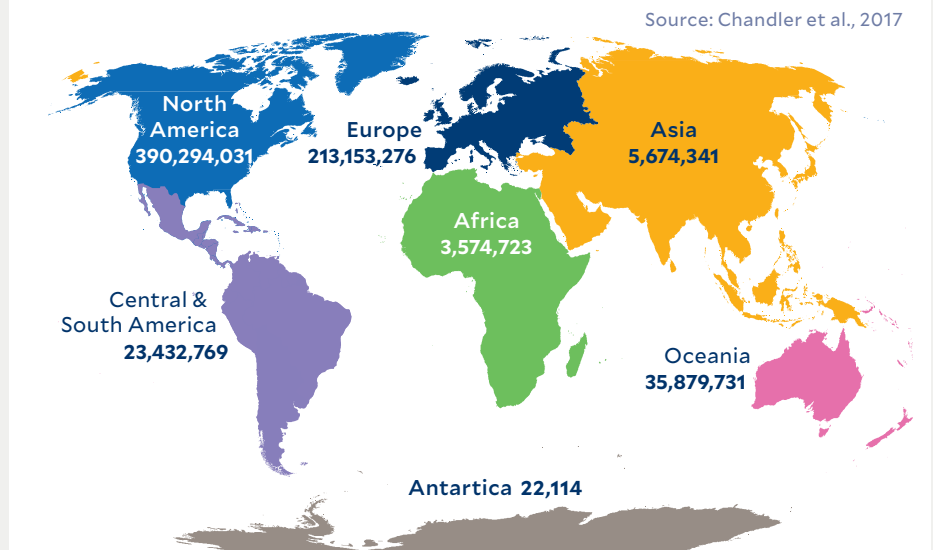 Source: Chandler et al., 2017
North
America
390,294,031
Europe
213,153,276
Asia
5,674,341
Africa
3,574,723
Central &
South America
23,432,769
Oceania
35,879,731
Antartica 22,114